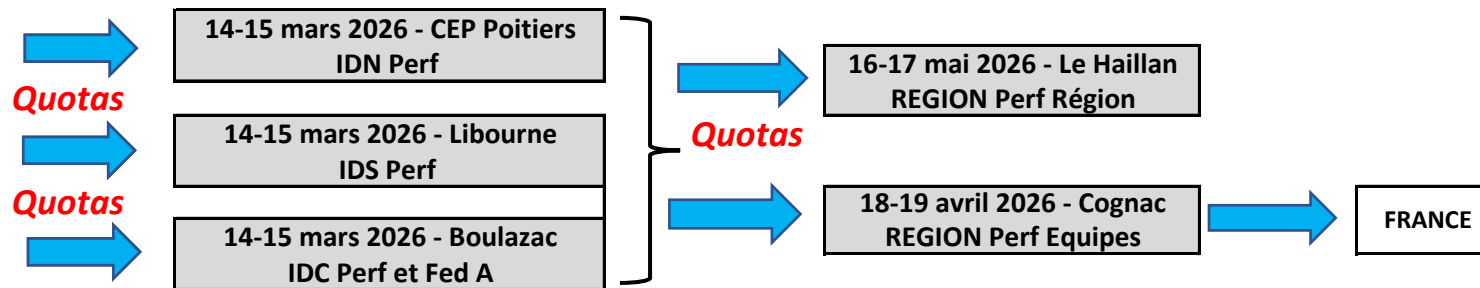 14-15 mars 2026 - CEP Poitiers
IDN Perf
Quotas
14-15 mars 2026 - Libourne
IDS Perf
Quotas
14-15 mars 2026 - Boulazac
IDC Perf et Fed A
16-17 mai 2026 - Le Haillan
REGION Perf Région
Quotas
18-19 avril 2026 - Cognac
REGION Perf Equipes
FRANCE